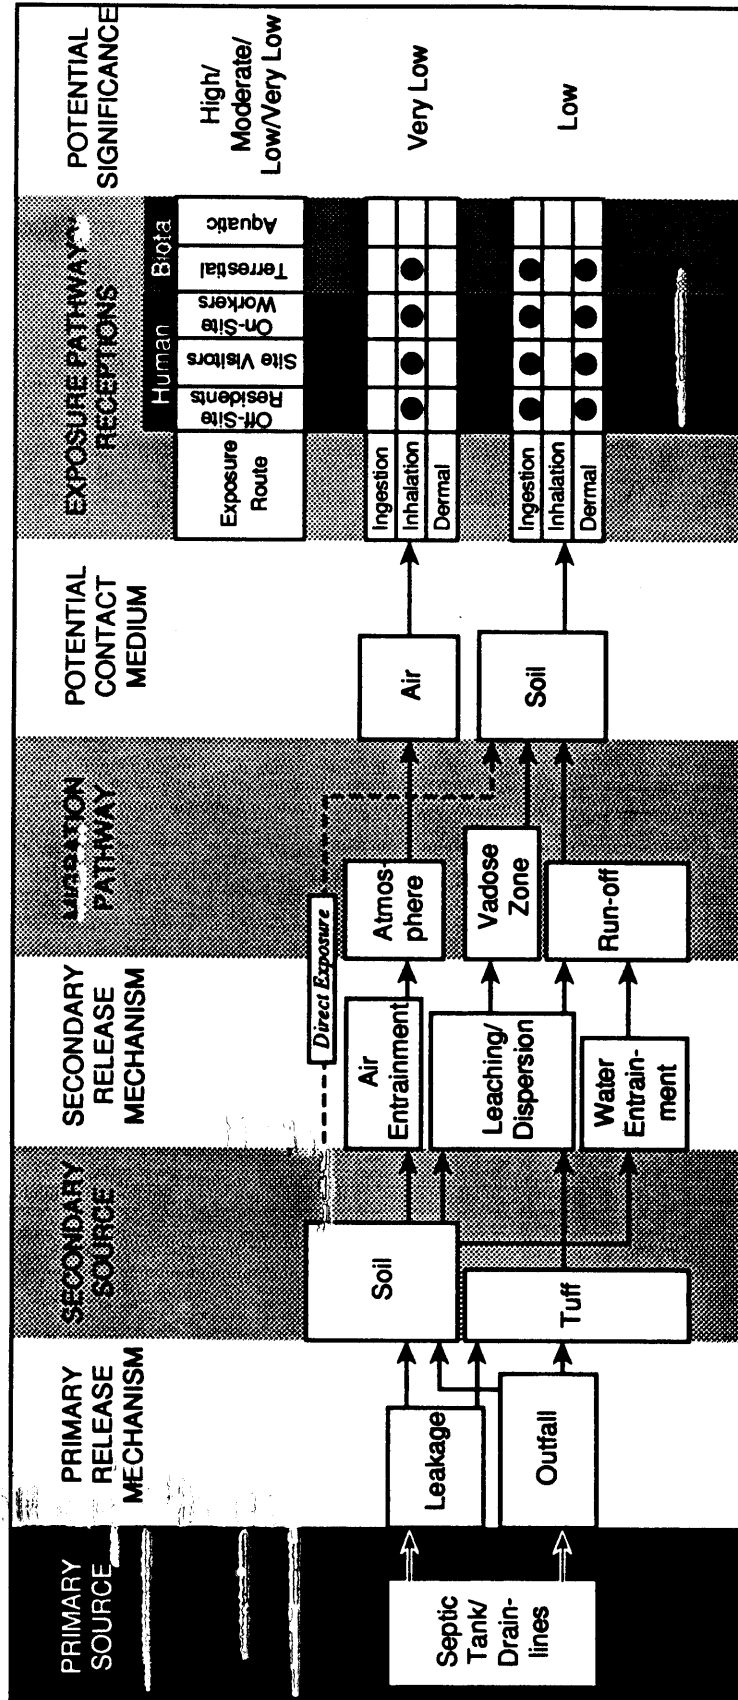 PRIMARY
SOURCE
PRIMARY
RELEASE
MECHANISM
SECONDARY
SOURCE
SECONDARY
RELEASE
MECHANISM
PATHWAY
POTENTIAL
CONTACT
MEDIUM
EXPOSURE PATHWAY
RECEPTIONS
POTENTIAL
SIGNIFICANCE
Human
Biota
Exposure
Route
Off-Site
Residents
Site Visitors
On-Site
Workers
Terrestial
Aquatic
High/
Moderate/
Low/Very Low
Direct Exposure
Septic
Tank/
Drain-
lines
Leakage
Outfall
Soil
Tuff
Air
Entrainment
Leaching/
Dispersion
Water
Entrain-
ment
Atmos-
phere
Vadose
Zone
Run-off
Air
Soil
Ingestion
Inhalation
Dermal
Very Low
Ingestion
Inhalation
Dermal
Low